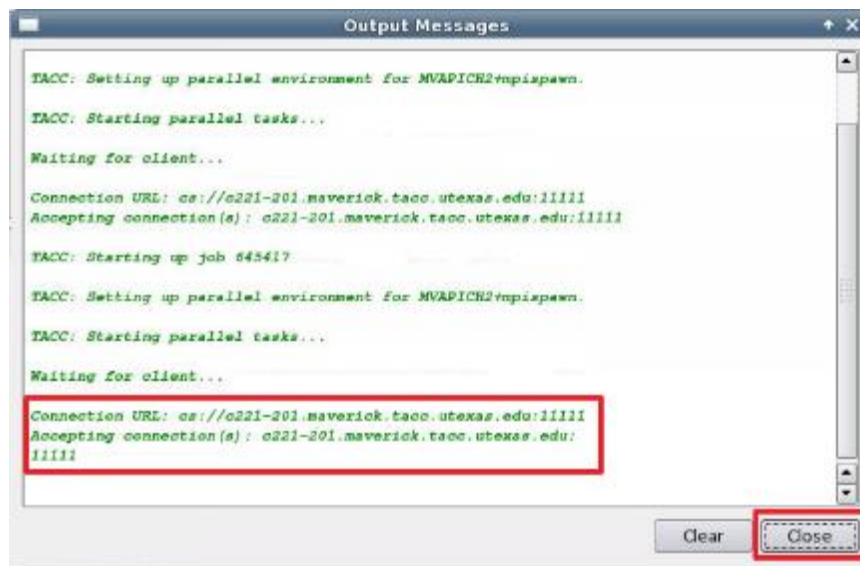 Output Messages
TACC: Setting up parallel environment for MVAPICH2+mpispawn.
TACC: Starting parallel tasks...
Waiting for client...
Connection URL: cs://c221-201.maverick.tacc.utexas.edu:11111
Accepting connection(s): c221-201.maverick.tacc.utexas.edu:11111
TACC: Starting up job 645417
TACC: Setting up parallel environment for MVAPICH2+mpispawn.
TACC: Starting parallel tasks...
Waiting for client...
Connection URL: cs://c221-201.maverick.tacc.utexas.edu:11111
Accepting connection(s): c221-201.maverick.tacc.utexas.edu:
11111
Clear
Close